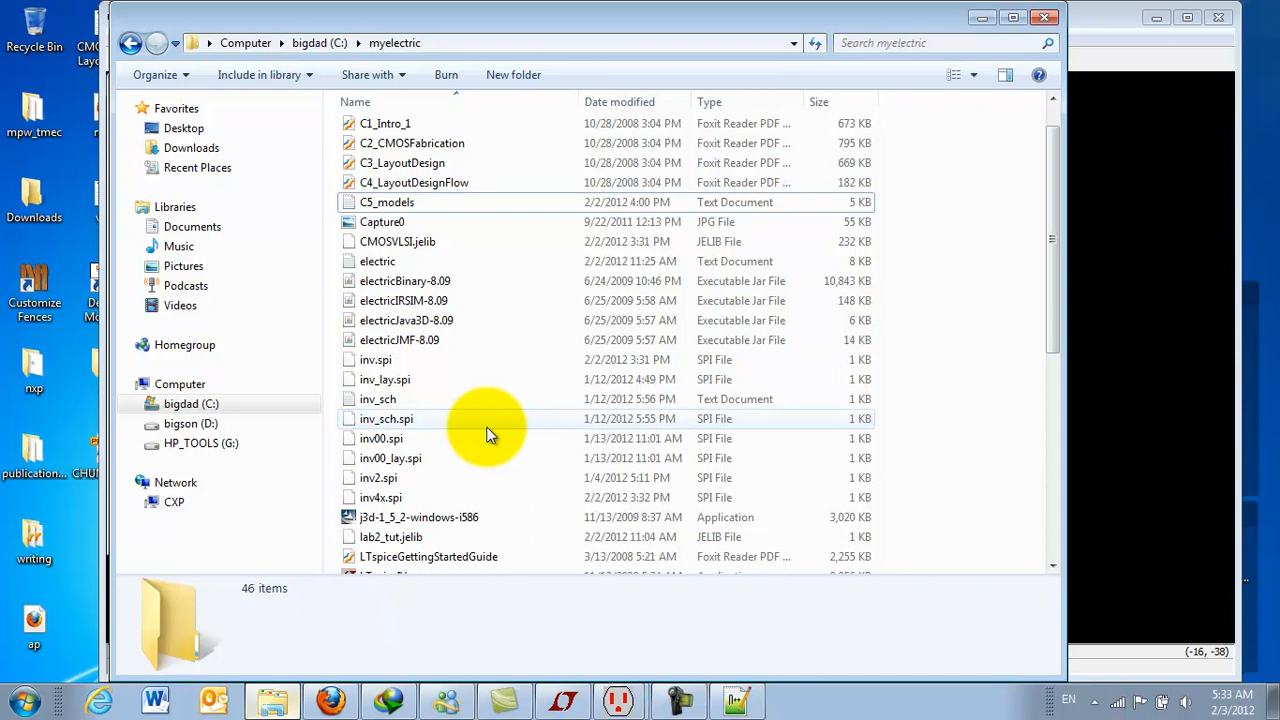 Recycle Bin
CMO
Layo
mpw_tmec
Downloads
Customize
Fences
nxp
publication...
CHUN
writing
ap
Computer
bigdad (C:)
myelectric
Search myelectric
Organize
Include in library
Share with
Burn
New folder
Favorites
Desktop
Downloads
Recent Places
Libraries
Documents
Music
Pictures
Podcasts
Videos
Homegroup
Computer
bigdad (C:)
bigson (D:)
HP_TOOLS (G:)
Network
CXP
Name Date modified Type Size
C1_Intro_1 10/28/2008 3:04 PM Foxit Reader PDF ... 673 KB
C2_CMOSFabrication 10/28/2008 3:04 PM Foxit Reader PDF ... 795 KB
C3_LayoutDesign 10/28/2008 3:04 PM Foxit Reader PDF ... 669 KB
C4_LayoutDesignFlow 10/28/2008 3:04 PM Foxit Reader PDF ... 182 KB
C5_models 2/2/2012 4:00 PM Text Document 5 KB
Capture0 9/22/2011 12:13 PM JPG File 55 KB
CMOSVLSI.jelib 2/2/2012 3:31 PM JELIB File 232 KB
electric 2/2/2012 11:25 AM Text Document 8 KB
electricBinary-8.09 6/24/2009 10:46 PM Executable Jar File 10,843 KB
electricIRSIM-8.09 6/25/2009 5:58 AM Executable Jar File 148 KB
electricJava3D-8.09 6/25/2009 5:57 AM Executable Jar File 6 KB
electricJMF-8.09 6/25/2009 5:57 AM Executable Jar File 14 KB
inv.spi 2/2/2012 3:31 PM SPI File 1 KB
inv_lay.spi 1/12/2012 4:49 PM SPI File 1 KB
inv_sch 1/12/2012 5:56 PM Text Document 1 KB
inv_sch.spi 1/12/2012 5:55 PM SPI File 1 KB
inv00.spi 1/13/2012 11:01 AM SPI File 1 KB
inv00_lay.spi 1/13/2012 11:01 AM SPI File 1 KB
inv2.spi 1/4/2012 5:11 PM SPI File 1 KB
inv4x.spi 2/2/2012 3:32 PM SPI File 1 KB
j3d-1_5_2-windows-i586 11/13/2009 8:37 AM Application 3,020 KB
lab2_tut.jelib 2/2/2012 11:04 AM JELIB File 1 KB
LTspiceGettingStartedGuide 3/13/2008 5:21 AM Foxit Reader PDF ... 2,255 KB
46 items
(-16, -38)
EN
5:33 AM
2/3/2012